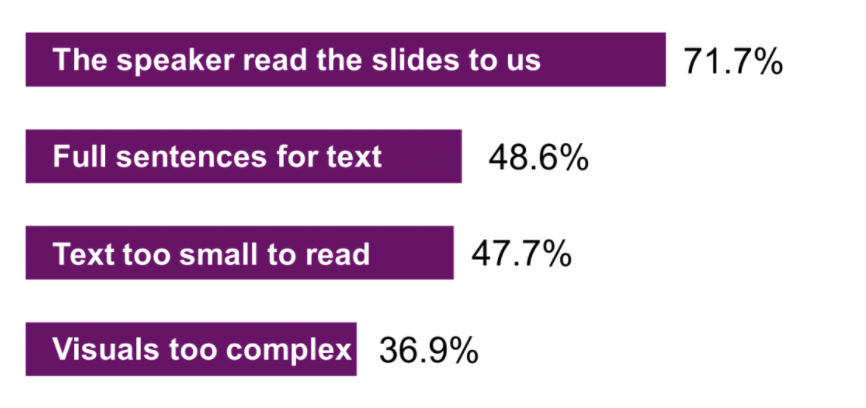 The speaker read the slides to us 71.7%
Full sentences for text 48.6%
Text too small to read 47.7%
Visuals too complex 36.9%